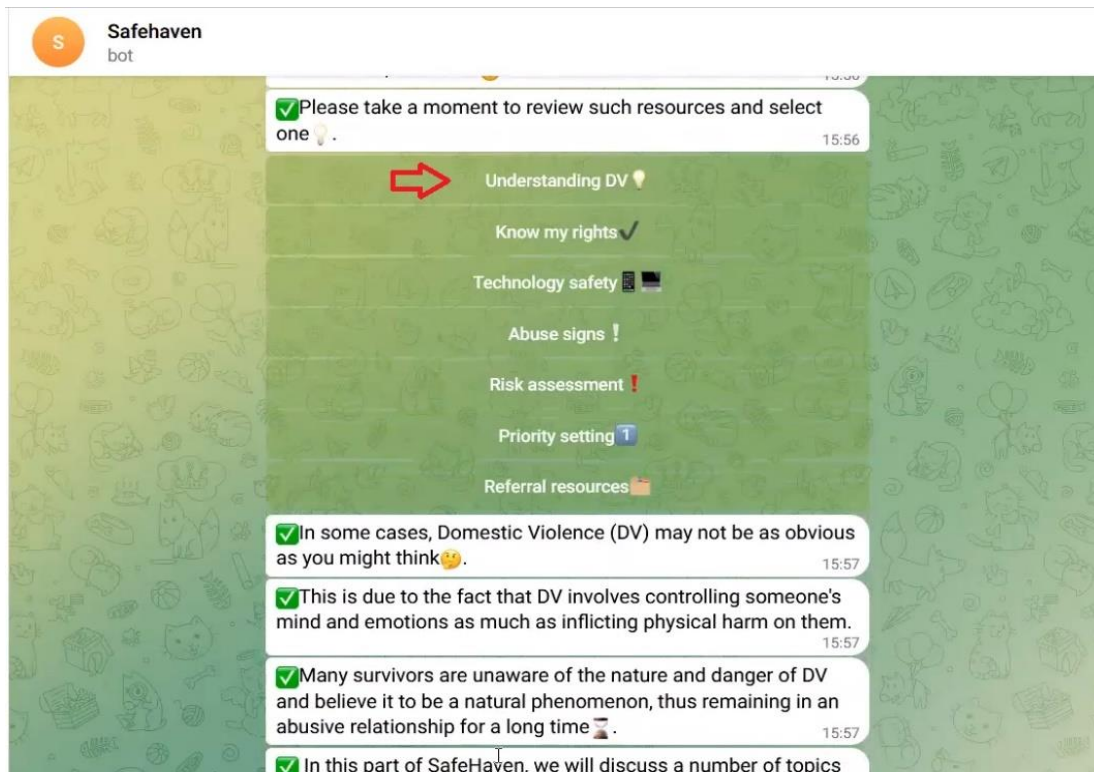 S
Safehaven
bot
15:56
✅Please take a moment to review such resources and select
one💡.
15:56
Understanding DV💡
Know my rights✔
Technology safety📱💻
Abuse signs❕
Risk assessment❗
Priority setting1️⃣
Referral resources🗂
✅In some cases, Domestic Violence (DV) may not be as obvious
as you might think🤔.
15:57
✅This is due to the fact that DV involves controlling someone's
mind and emotions as much as inflicting physical harm on them.
15:57
✅Many survivors are unaware of the nature and danger of DV
and believe it to be a natural phenomenon, thus remaining in an
abusive relationship for a long time⌛.
15:57
✅ In this part of SafeHaven, we will discuss a number of topics